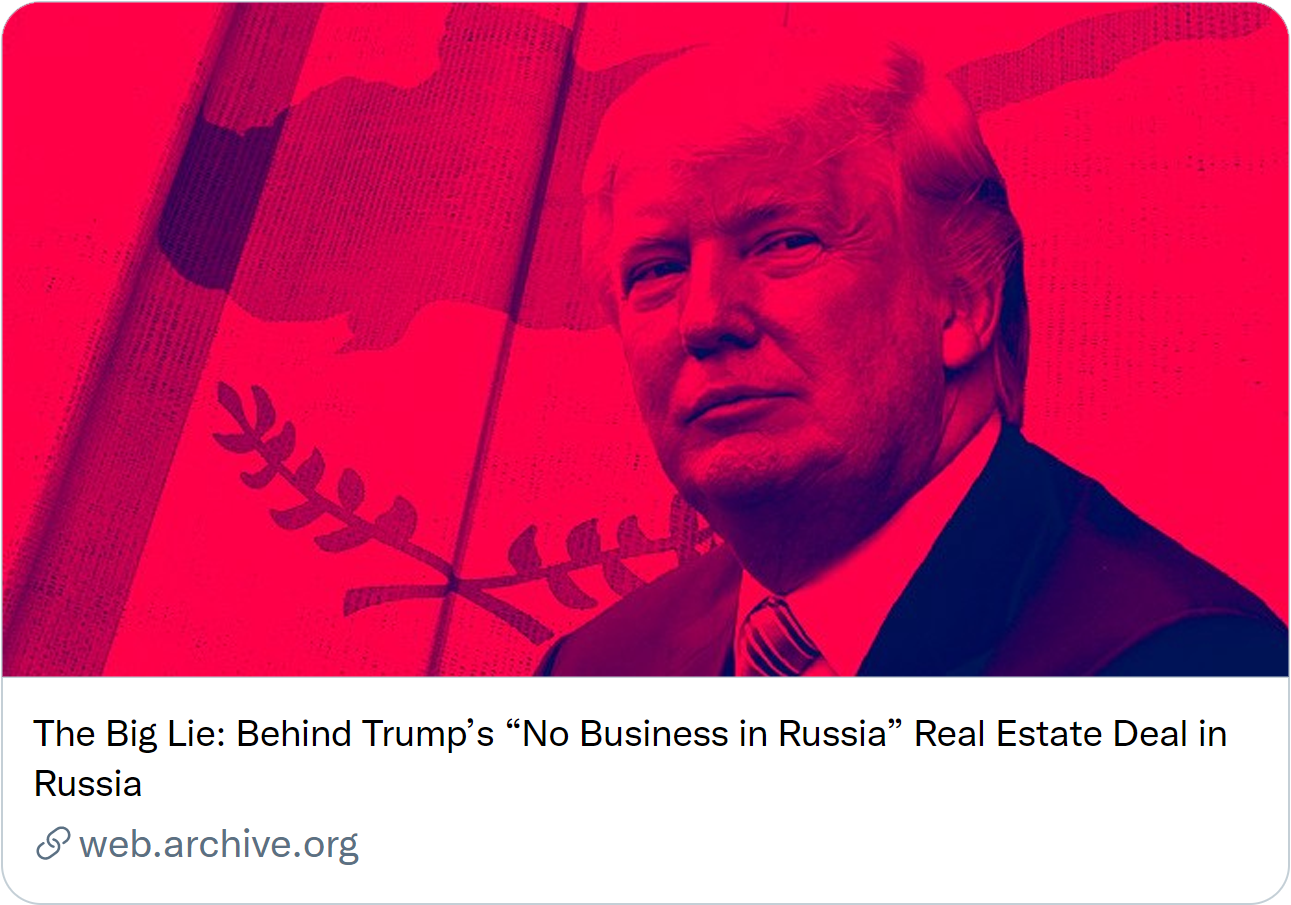 The Big Lie: Behind Trump’s “No Business in Russia” Real Estate Deal in
Russia
web.archive.org